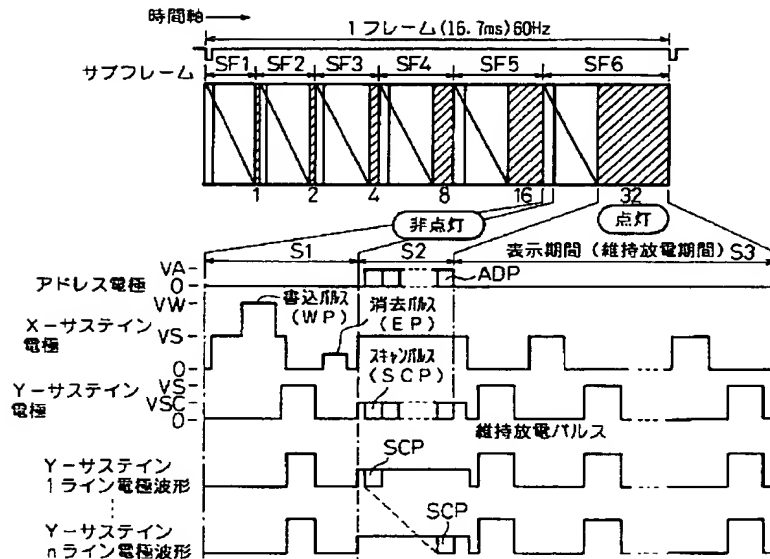 時間軸
1フレーム(16.7ms)60Hz
サブフレーム
SF1 SF2 SF3 SF4 SF5 SF6
1 2 4 8 16 32
非点灯 点灯
S1 S2 表示期間(維持放電期間) S3
アドレス電極
VA
0
ADP
X-サステイン
電極
VW
VS
0
書込パルス
(WP)
消去パルス
(EP)
スキャンパルス
(SCP)
Y-サステイン
電極
VS
VSC
0
維持放電パルス
Y-サステイン
1ライン電極波形
SCP
Y-サステイン
nライン電極波形
SCP